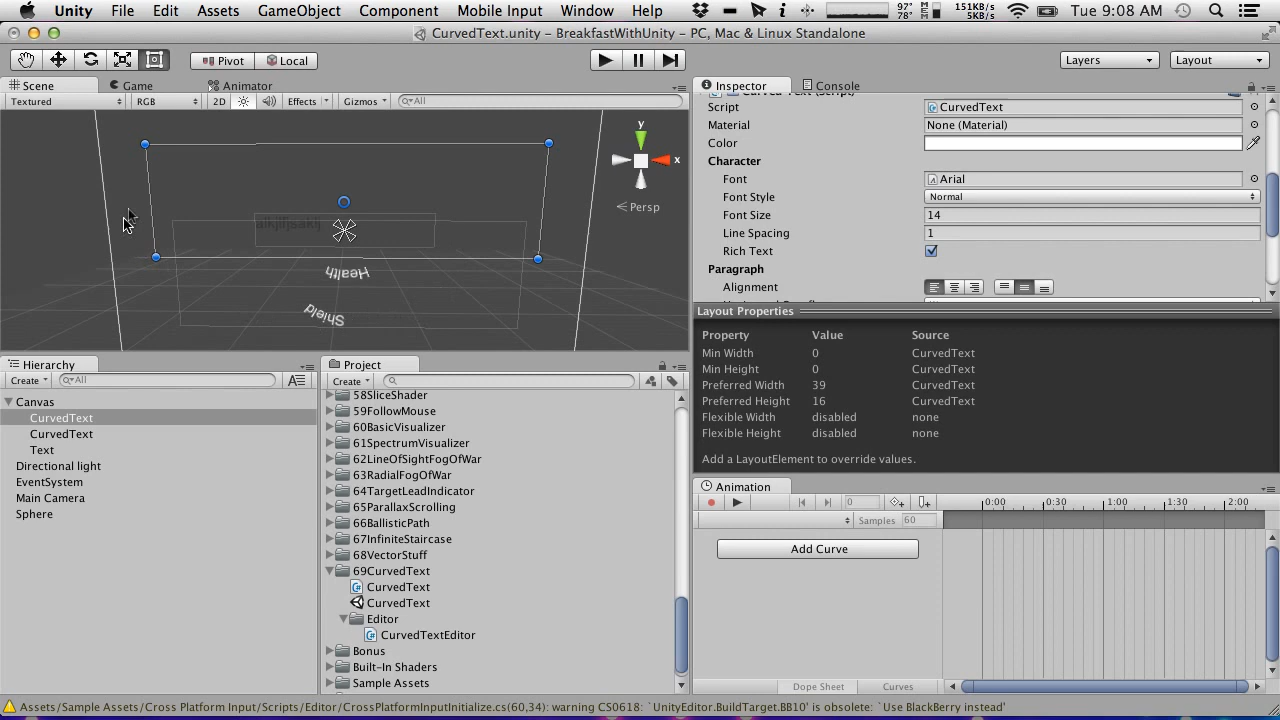 Unity File Edit Assets GameObject Component Mobile Input Window Help 97° 78° MEM 151KB/s 5KB/s Tue 9:08 AM
CurvedText.unity – BreakfastWithUnity – PC, Mac & Linux Standalone
Pivot Local Layers Layout
Scene Game Animator
Textured RGB 2D Effects Gizmos All
y
x
Persp
alkjlfjsaklj
Health
Shield
Inspector Console
Script CurvedText
Material None (Material)
Color
Character
Font Arial
Font Style Normal
Font Size 14
Line Spacing 1
Rich Text
Paragraph
Alignment
Layout Properties
Property Value Source
Min Width 0 CurvedText
Min Height 0 CurvedText
Preferred Width 39 CurvedText
Preferred Height 16 CurvedText
Flexible Width disabled none
Flexible Height disabled none
Add a LayoutElement to override values.
Hierarchy
Create All
Canvas
CurvedText
CurvedText
Text
Directional light
EventSystem
Main Camera
Sphere
Project
Create
58SliceShader
59FollowMouse
60BasicVisualizer
61SpectrumVisualizer
62LineOfSightFogOfWar
63RadialFogOfWar
64TargetLeadIndicator
65ParallaxScrolling
66BallisticPath
67InfiniteStaircase
68VectorStuff
69CurvedText
CurvedText
CurvedText
Editor
CurvedTextEditor
Bonus
Built-In Shaders
Sample Assets
Animation
0 0:00 0:30 1:00 1:30 2:00
Samples 60
Add Curve
Dope Sheet Curves
Assets/Sample Assets/Cross Platform Input/Scripts/Editor/CrossPlatformInputInitialize.cs(60,34): warning CS0618: `UnityEditor.BuildTarget.BB10' is obsolete: `Use BlackBerry instead'